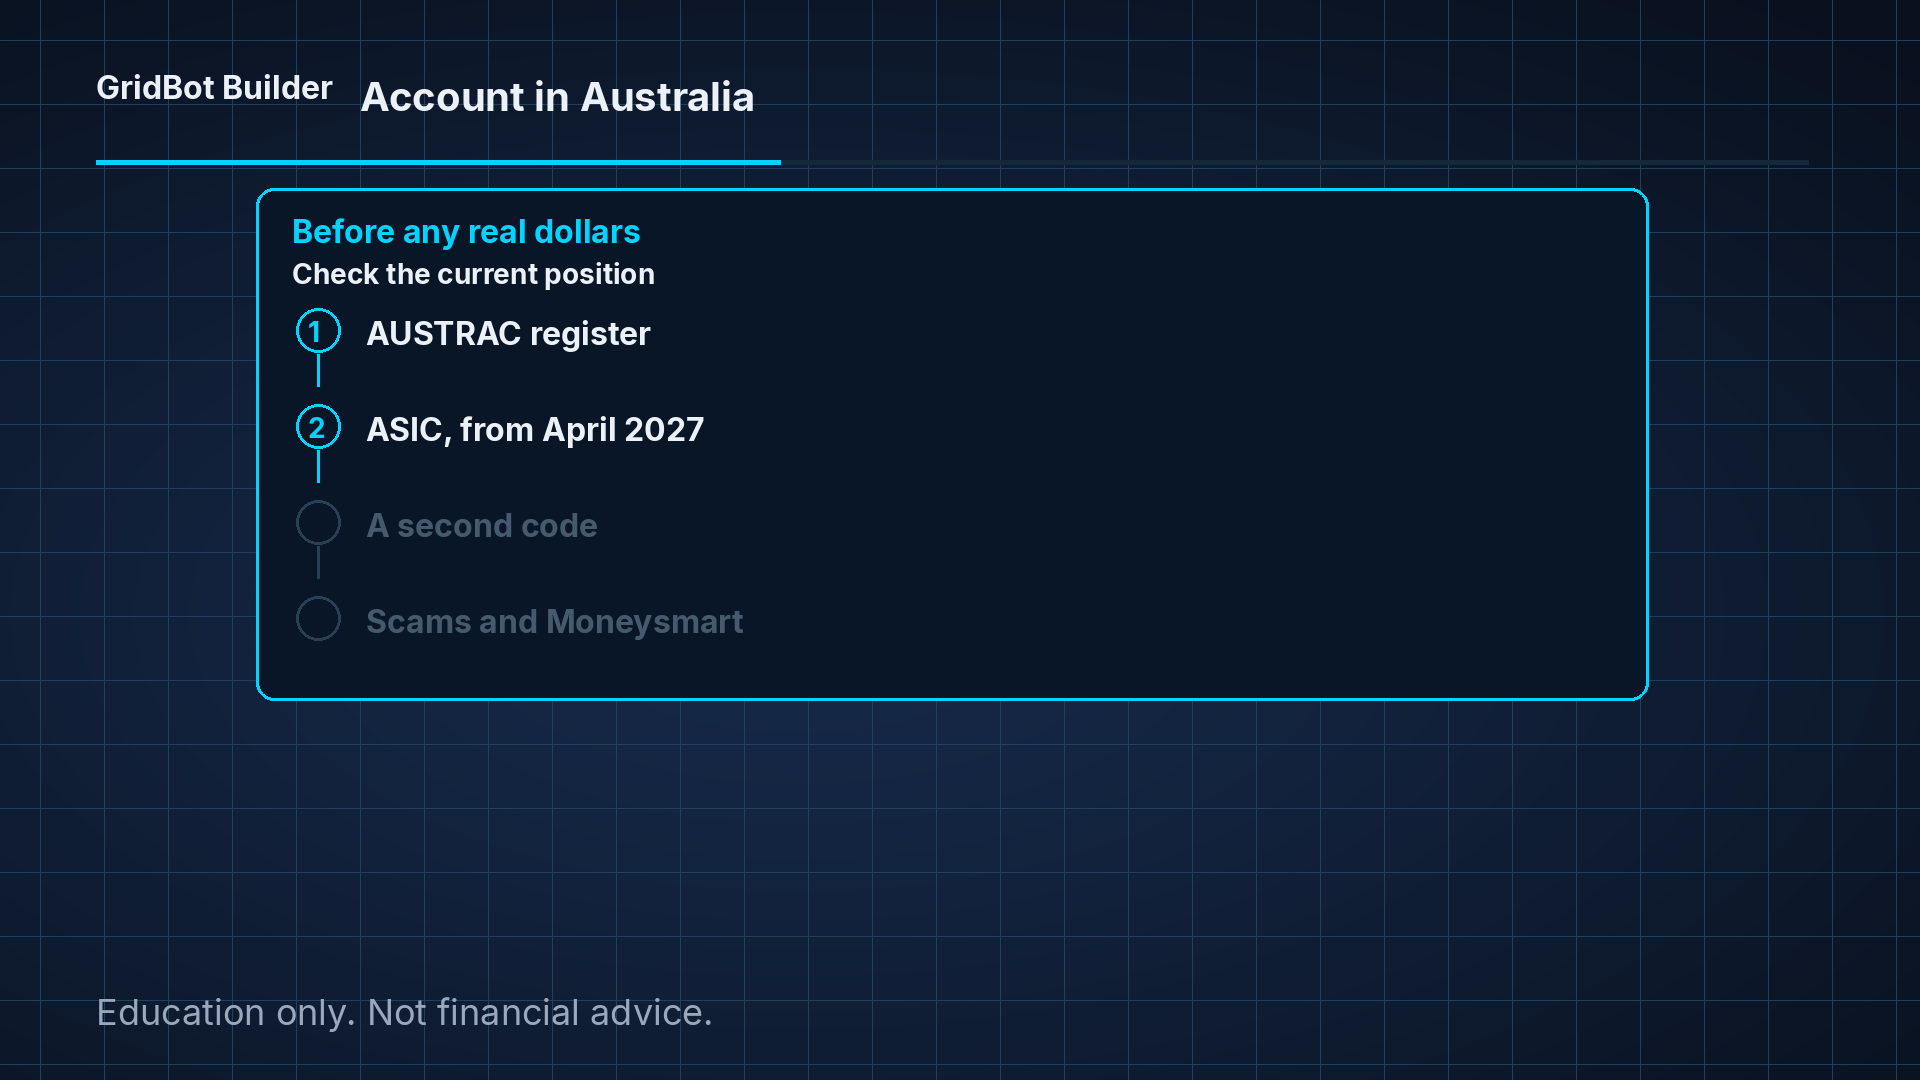 GridBot Builder
Account in Australia
Before any real dollars
Check the current position
1 AUSTRAC register
2 ASIC, from April 2027
A second code
Scams and Moneysmart
Education only. Not financial advice.